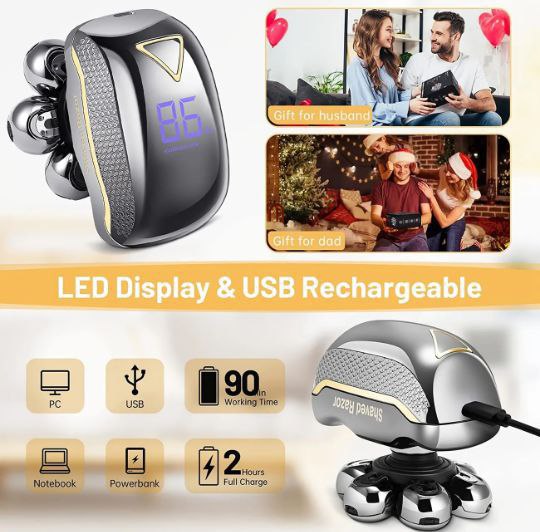 86
Gift for husband
Gift for dad
LED Display & USB Rechargeable
PC
USB
90in
Working Time
Notebook
Powerbank
2 Hours
Full Charge
Shaved Razor